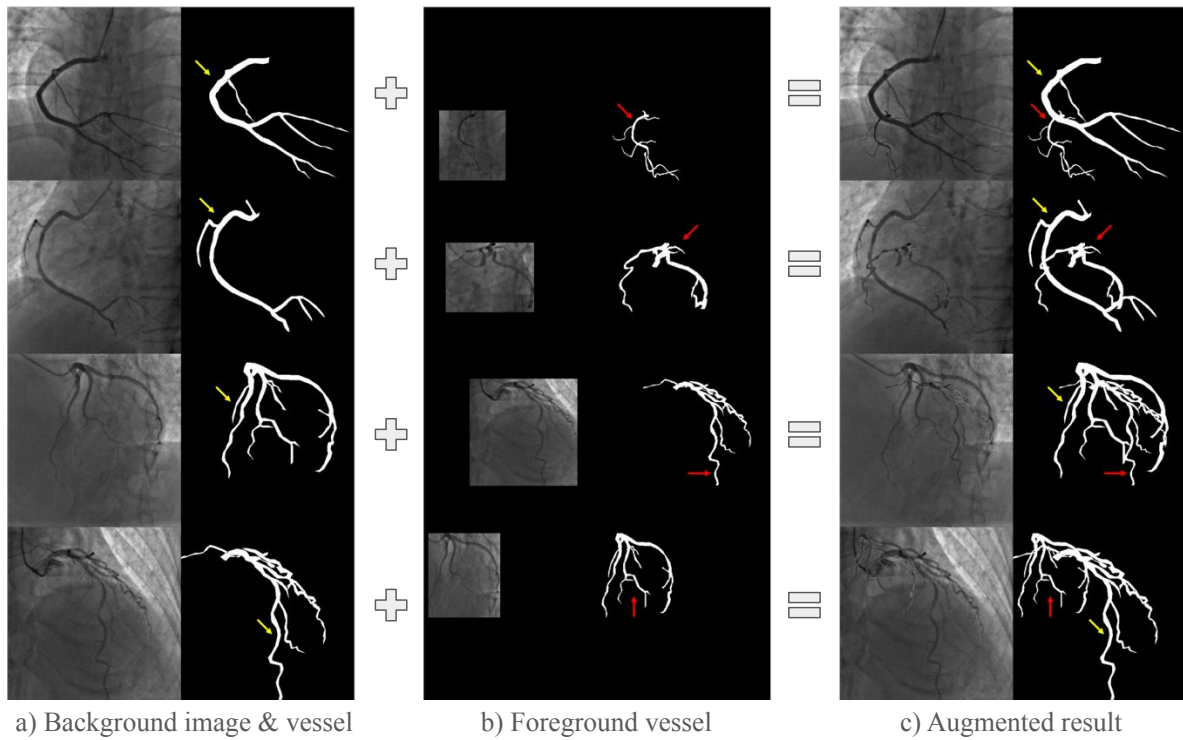 a) Background image & vessel
b) Foreground vessel
c) Augmented result